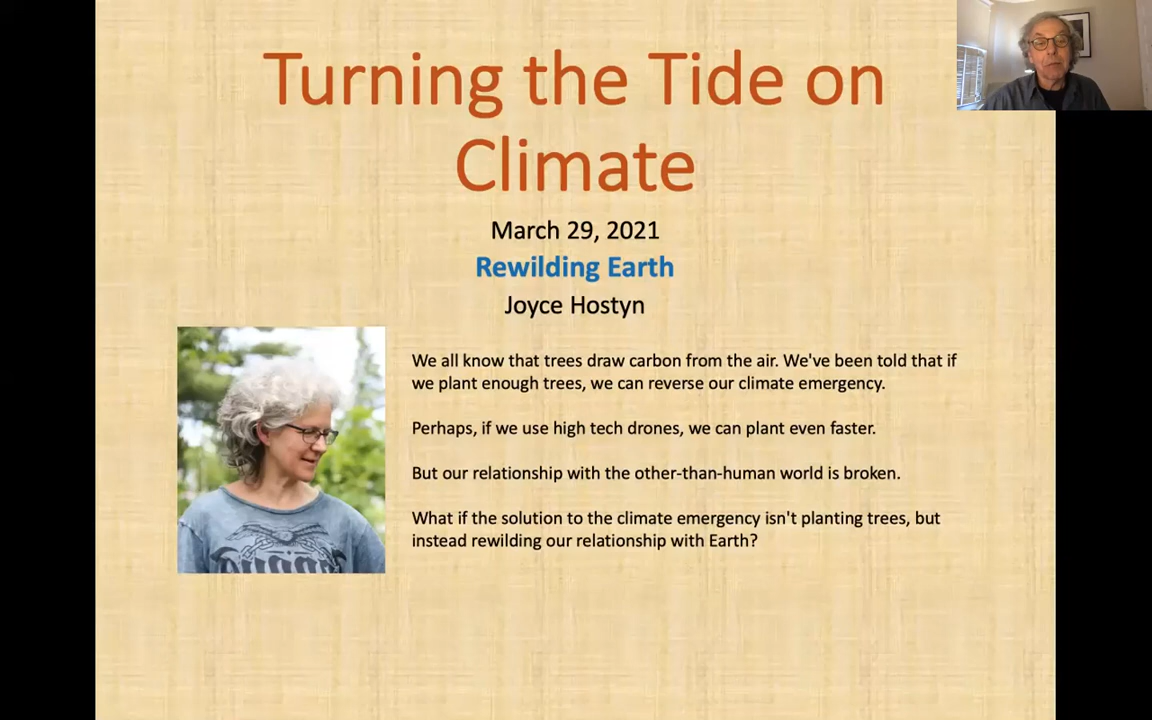 Turning the Tide on
Climate
March 29, 2021
Rewilding Earth
Joyce Hostyn
We all know that trees draw carbon from the air. We've been told that if
we plant enough trees, we can reverse our climate emergency.
Perhaps, if we use high tech drones, we can plant even faster.
But our relationship with the other-than-human world is broken.
What if the solution to the climate emergency isn't planting trees, but
instead rewilding our relationship with Earth?